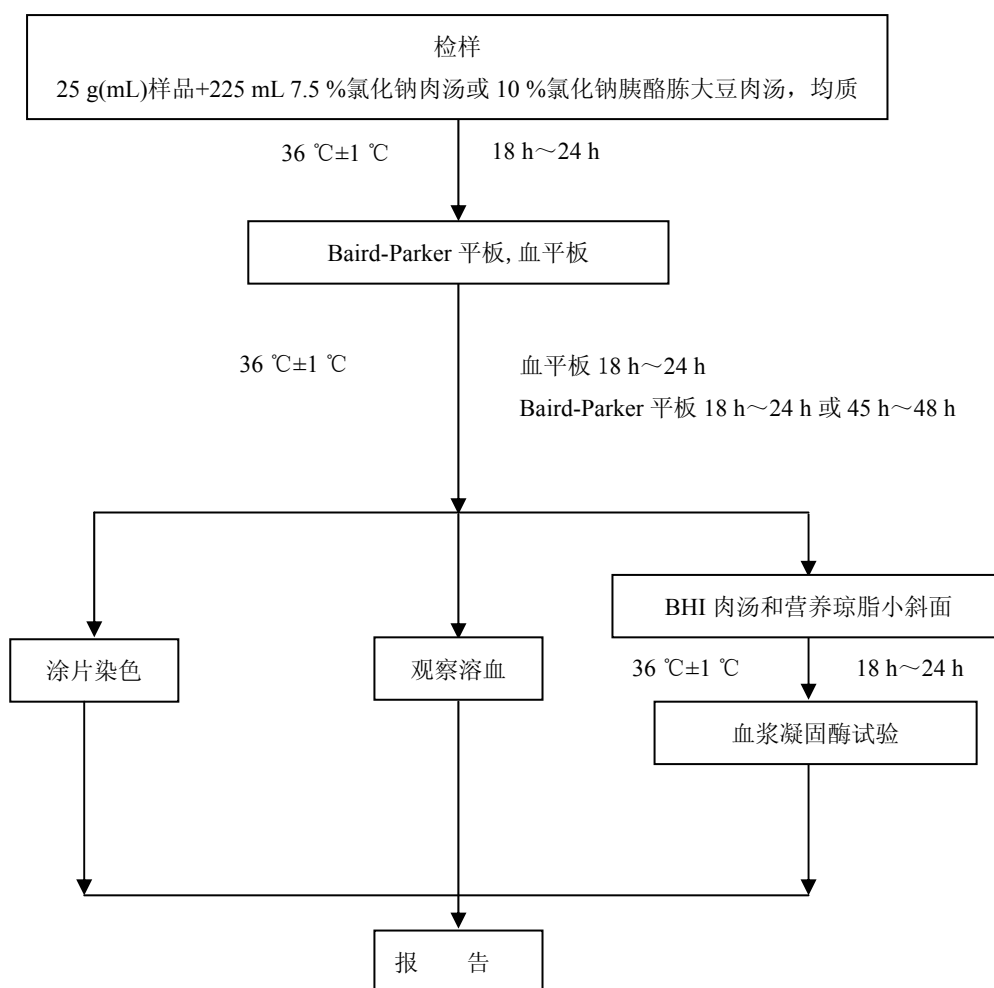 检样
25 g(mL)样品+225 mL 7.5 %氯化钠肉汤或 10 %氯化钠胰酪胨大豆肉汤，均质
36 ℃±1 ℃ 18 h～24 h
Baird-Parker 平板, 血平板
36 ℃±1 ℃ 血平板 18 h～24 h
Baird-Parker 平板 18 h～24 h 或 45 h～48 h
BHI 肉汤和营养琼脂小斜面
涂片染色
观察溶血
36 ℃±1 ℃ 18 h～24 h
血浆凝固酶试验
报 告